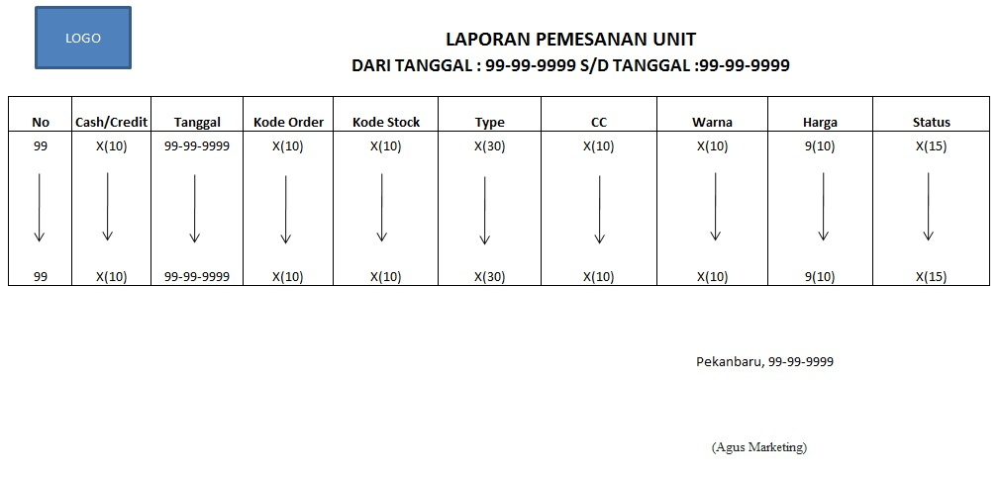 LOGO
LAPORAN PEMESANAN UNIT
DARI TANGGAL : 99-99-9999 S/D TANGGAL :99-99-9999
No Cash/Credit Tanggal Kode Order Kode Stock Type CC Warna Harga Status
99 X(10) 99-99-9999 X(10) X(10) X(30) X(10) X(10) 9(10) X(15)
99 X(10) 99-99-9999 X(10) X(10) X(30) X(10) X(10) 9(10) X(15)
Pekanbaru, 99-99-9999
(Agus Marketing)